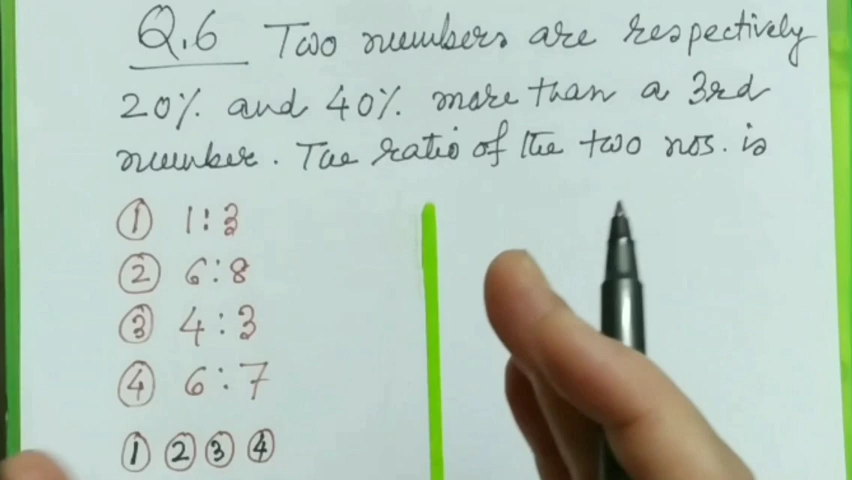 Q.6 Two numbers are respectively
20% and 40% more than a 3rd
number. The ratio of the two nos. is
① 1:3
② 6:8
③ 4:3
④ 6:7
① ② ③ ④